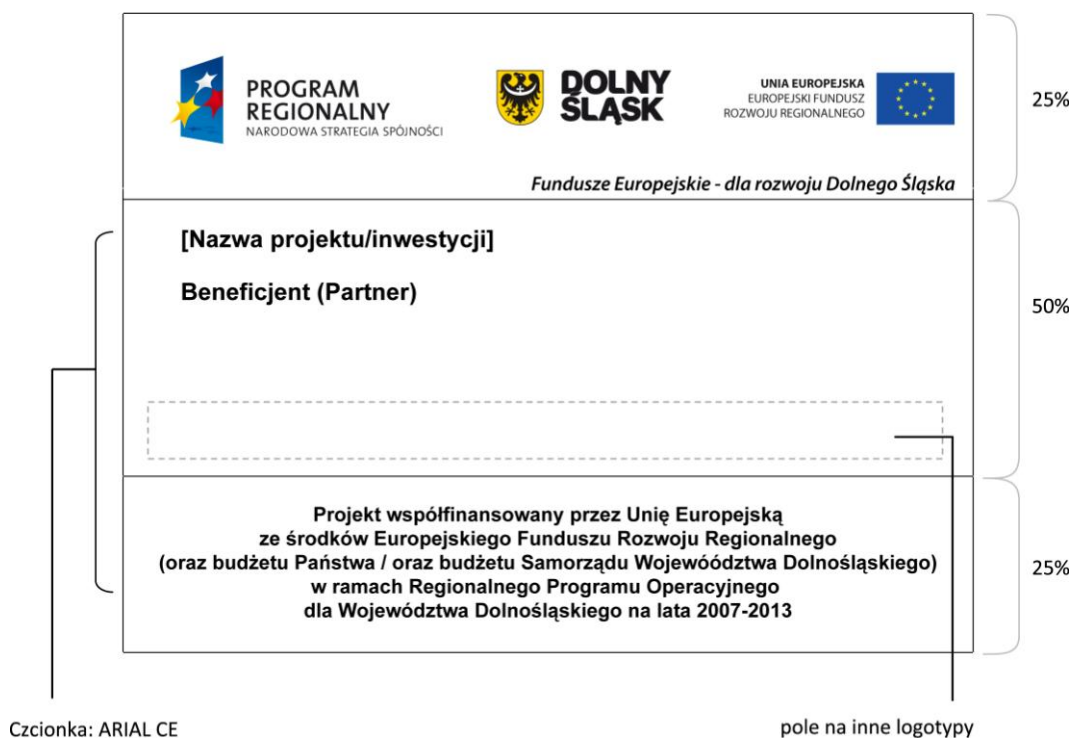 PROGRAM
REGIONALNY
NARODOWA STRATEGIA SPÓJNOŚCI
DOLNY
ŚLĄSK
UNIA EUROPEJSKA
EUROPEJSKI FUNDUSZ
ROZWOJU REGIONALNEGO
25%
Fundusze Europejskie - dla rozwoju Dolnego Śląska
[Nazwa projektu/inwestycji]
Beneficjent (Partner)
50%
Projekt współfinansowany przez Unię Europejską
ze środków Europejskiego Funduszu Rozwoju Regionalnego
(oraz budżetu Państwa / oraz budżetu Samorządu Wojewóództwa Dolnośląskiego)
w ramach Regionalnego Programu Operacyjnego
dla Województwa Dolnośląskiego na lata 2007-2013
25%
Czcionka: ARIAL CE
pole na inne logotypy